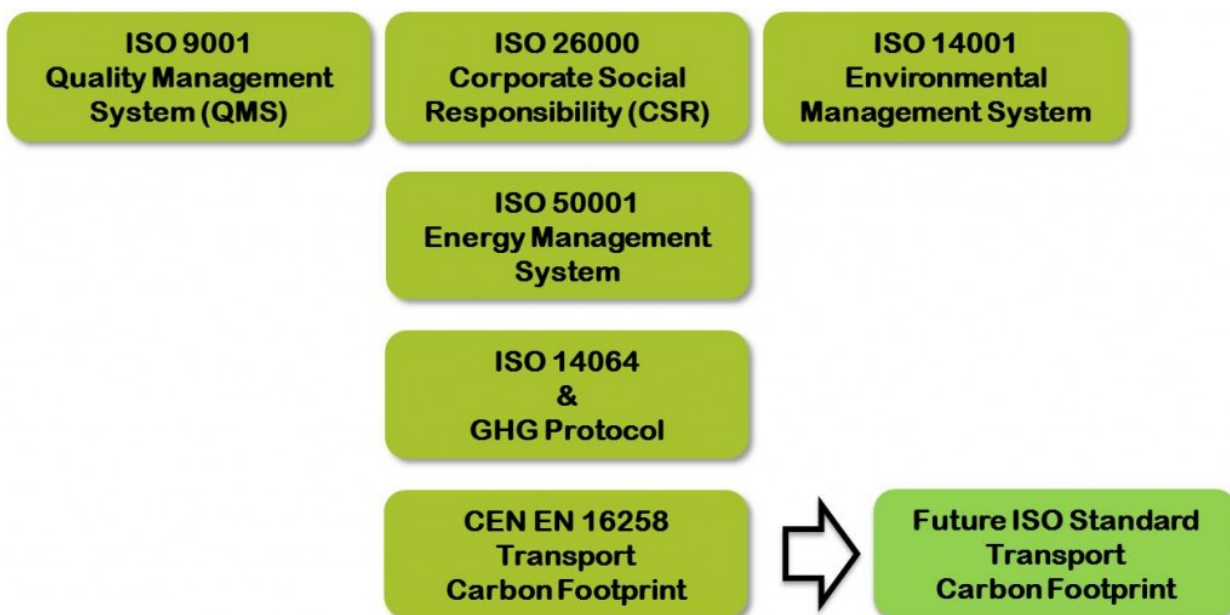 ISO 9001
Quality Management
System (QMS)
ISO 26000
Corporate Social
Responsibility (CSR)
ISO 14001
Environmental
Management System
ISO 50001
Energy Management
System
ISO 14064
&
GHG Protocol
CEN EN 16258
Transport
Carbon Footprint
Future ISO Standard
Transport
Carbon Footprint